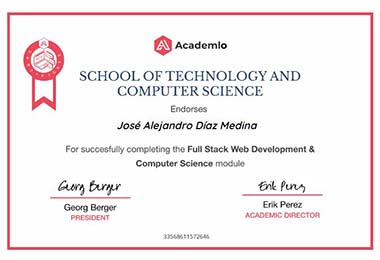 Academlo
SCHOOL OF TECHNOLOGY AND
COMPUTER SCIENCE
Endorses
José Alejandro Díaz Medina
For succesfully completing the Full Stack Web Development &
Computer Science module
Georg Berger
Erik Perez
Georg Berger
Erik Perez
PRESIDENT
ACADEMIC DIRECTOR
33568611572646